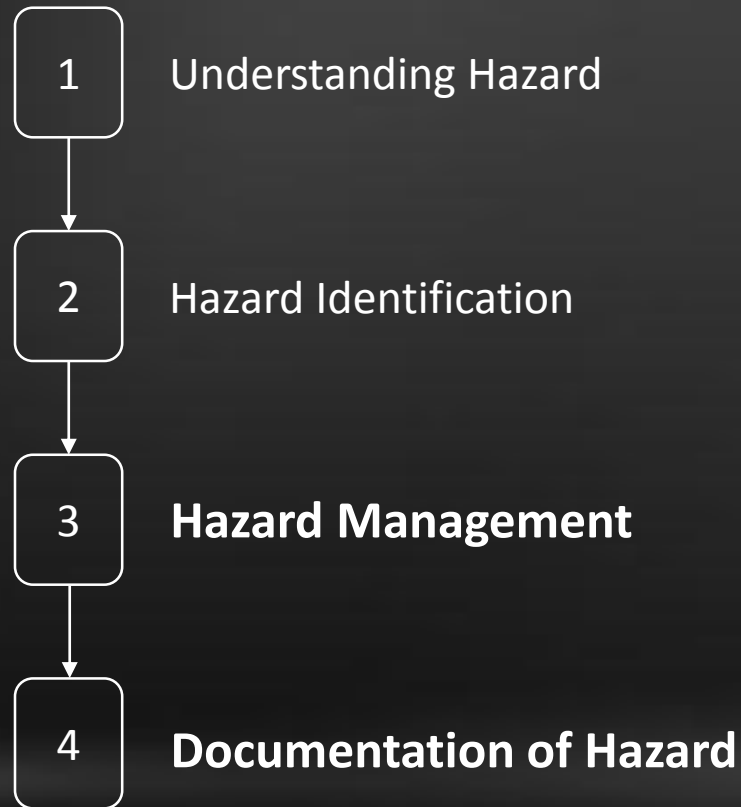 1 Understanding Hazard
2 Hazard Identification
3 Hazard Management
4 Documentation of Hazard